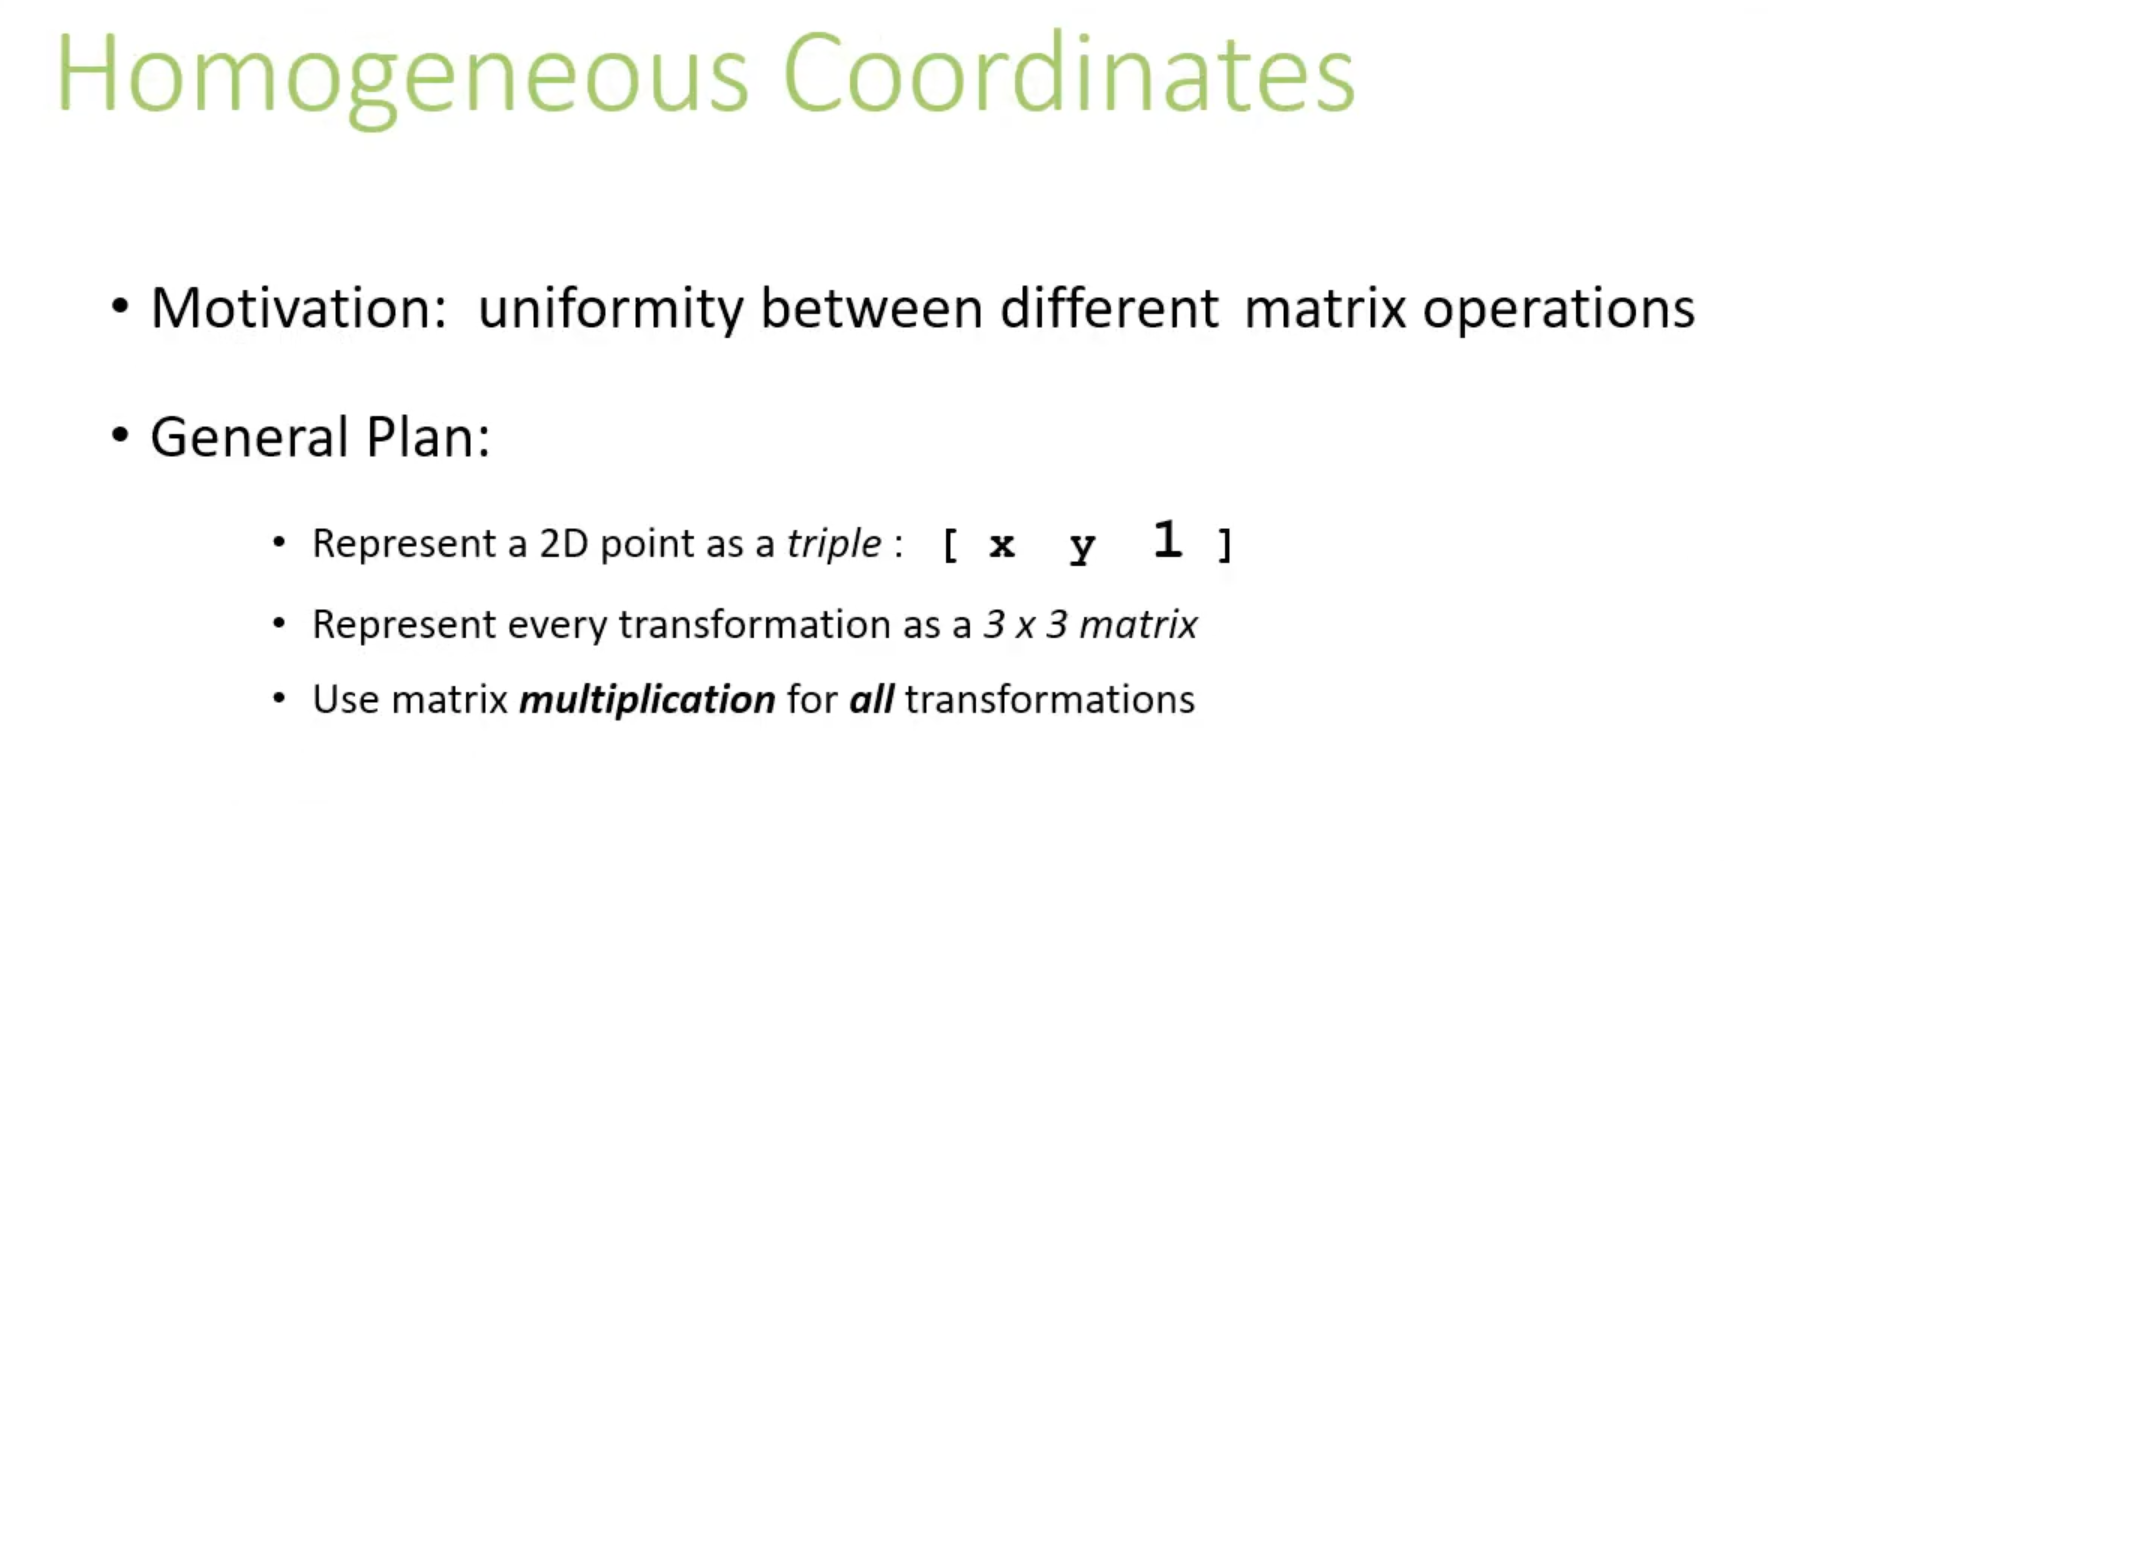 Homogeneous Coordinates
• Motivation: uniformity between different matrix operations
• General Plan:
• Represent a 2D point as a triple : [ x y 1 ]
• Represent every transformation as a 3 x 3 matrix
• Use matrix multiplication for all transformations